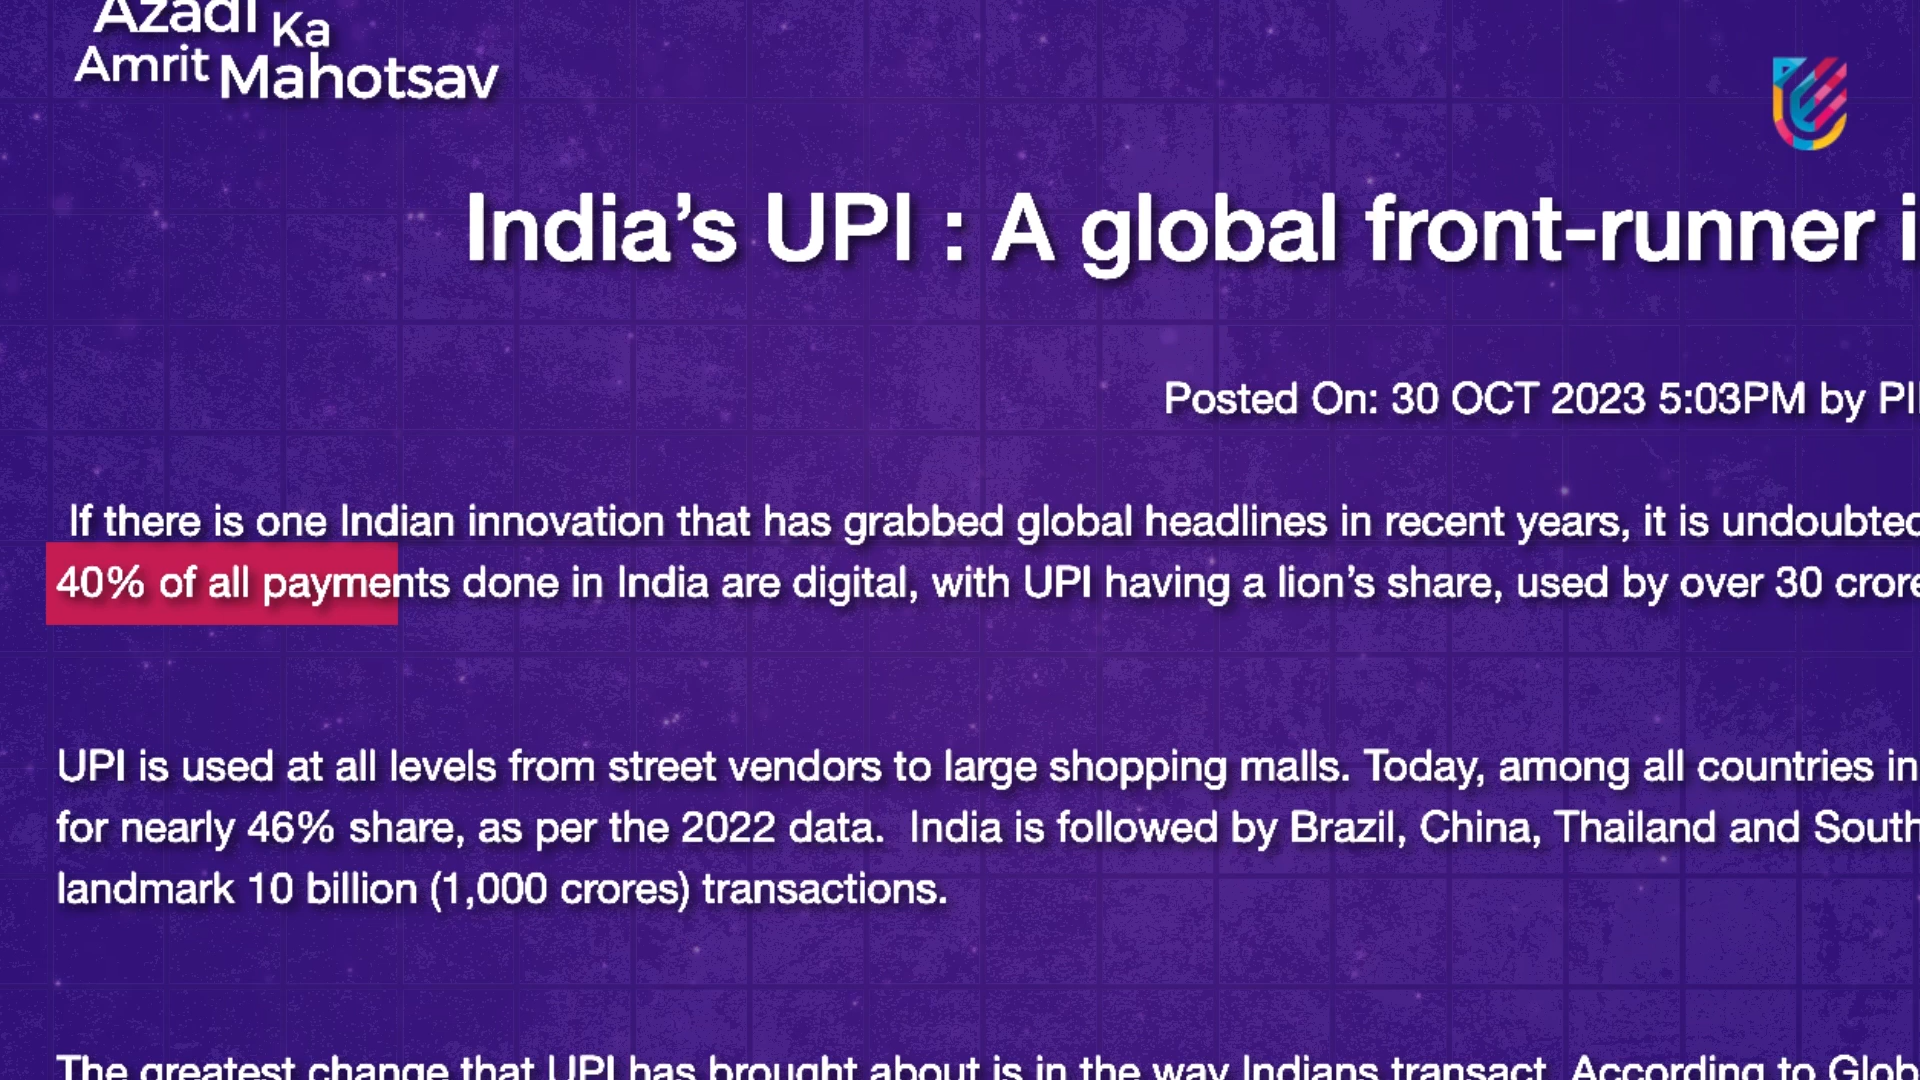 Azadi Ka
Amrit Mahotsav
India’s UPI : A global front-runner
Posted On: 30 OCT 2023 5:03PM by
If there is one Indian innovation that has grabbed global headlines in recent years, it is
40% of all payments done in India are digital, with UPI having a lion’s share, used by over 30 crore
UPI is used at all levels from street vendors to large shopping malls. Today, among all countries in
for nearly 46% share, as per the 2022 data.  India is followed by Brazil, China, Thailand and South
landmark 10 billion (1,000 crores) transactions.
The greatest change that UPI has brought about is in the way Indians transact. According to